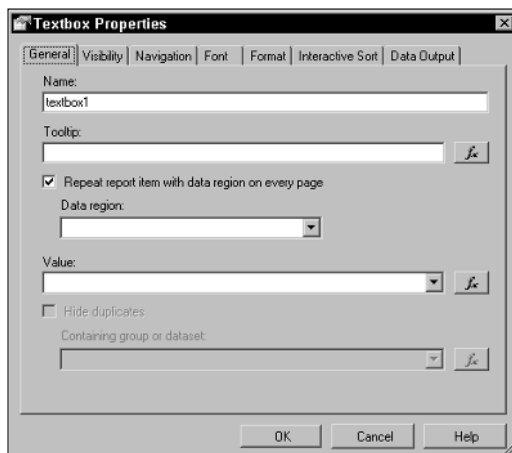 Textbox Properties
General Visibility Navigation Font Format Interactive Sort Data Output
Name:
textbox1
Tooltip:
fx
Repeat report item with data region on every page
Data region:
Value:
fx
Hide duplicates
Containing group or dataset:
fx
OK Cancel Help